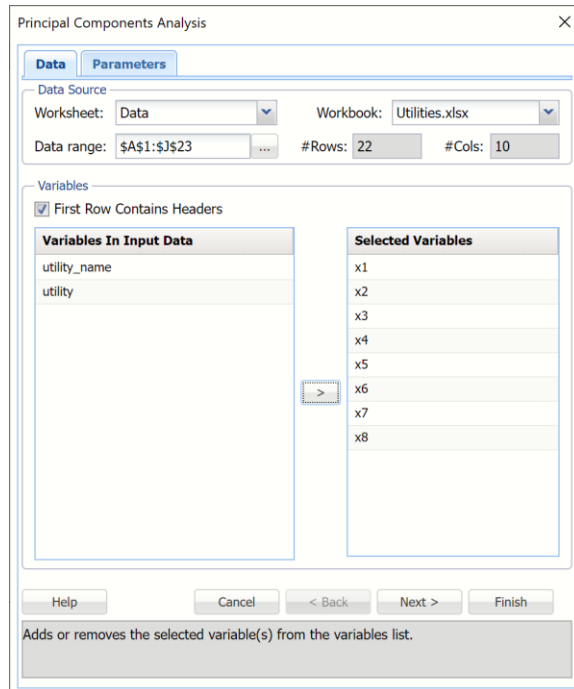 Principal Components Analysis
Data Parameters
Data Source
Worksheet: Data Workbook: Utilities.xlsx
Data range: $A$1:$J$23 ... #Rows: 22 #Cols: 10
Variables
First Row Contains Headers
Variables In Input Data Selected Variables
utility_name x1
utility x2
x3
x4
x5
> x6
x7
x8
Help Cancel < Back Next > Finish
Adds or removes the selected variable(s) from the variables list.